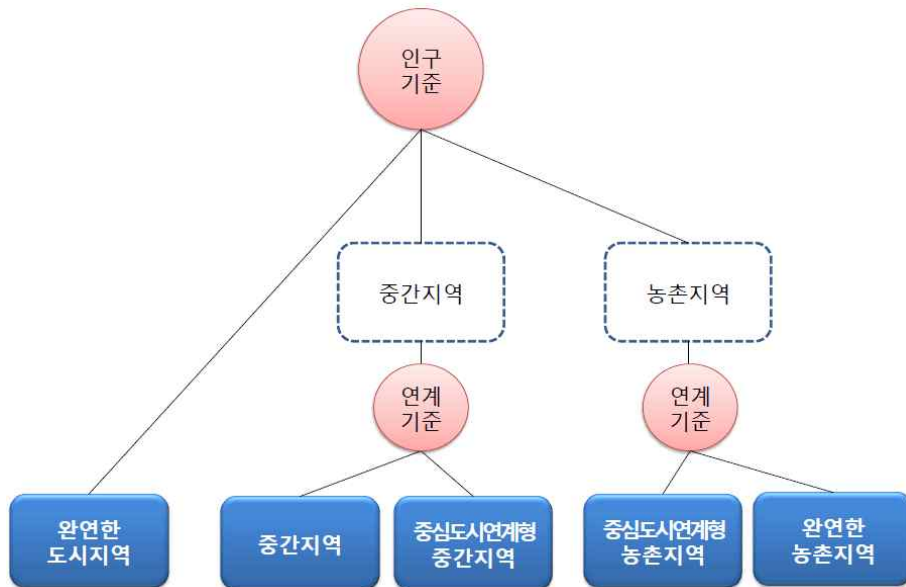 인구
기준
중간지역
농촌지역
연계
기준
연계
기준
완연한
도시지역
중간지역
중심도시연계형
중간지역
중심도시연계형
농촌지역
완연한
농촌지역